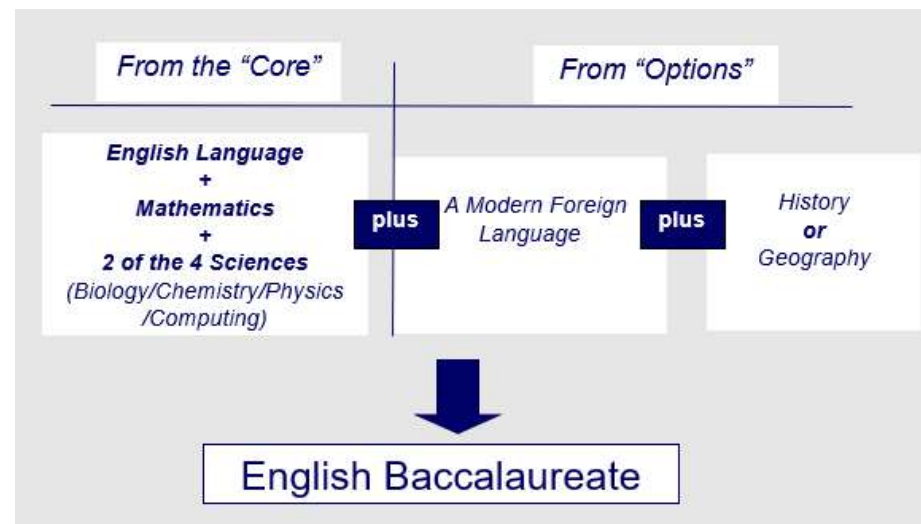 From the “Core”
From “Options”
English Language
+
Mathematics
+
2 of the 4 Sciences
(Biology/Chemistry/Physics
/Computing)
plus
A Modern Foreign
Language
plus
History
or
Geography
English Baccalaureate